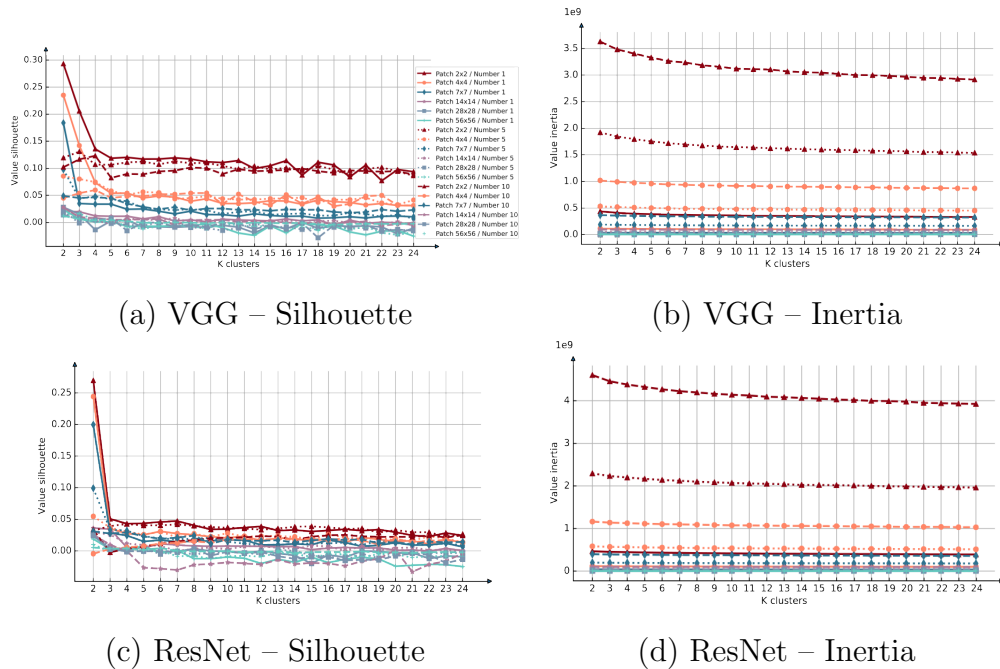 0.30
0.25
0.20
0.15
0.10
0.05
0.00
Value silhouette
2 3 4 5 6 7 8 9 10 11 12 13 14 15 16 17 18 19 20 21 22 23 24
K clusters
Patch 2x2 / Number 1
Patch 4x4 / Number 1
Patch 7x7 / Number 1
Patch 14x14 / Number 1
Patch 28x28 / Number 1
Patch 56x56 / Number 1
Patch 2x2 / Number 5
Patch 4x4 / Number 5
Patch 7x7 / Number 5
Patch 14x14 / Number 5
Patch 28x28 / Number 5
Patch 56x56 / Number 5
Patch 2x2 / Number 10
Patch 4x4 / Number 10
Patch 7x7 / Number 10
Patch 14x14 / Number 10
Patch 28x28 / Number 10
Patch 56x56 / Number 10
(a) VGG – Silhouette
1e9
3.5
3.0
2.5
2.0
1.5
1.0
0.5
0.0
Value inertia
2 3 4 5 6 7 8 9 10 11 12 13 14 15 16 17 18 19 20 21 22 23 24
K clusters
(b) VGG – Inertia
0.25
0.20
0.15
0.10
0.05
0.00
Value silhouette
2 3 4 5 6 7 8 9 10 11 12 13 14 15 16 17 18 19 20 21 22 23 24
K clusters
(c) ResNet – Silhouette
1e9
4
3
2
1
0
Value inertia
2 3 4 5 6 7 8 9 10 11 12 13 14 15 16 17 18 19 20 21 22 23 24
K clusters
(d) ResNet – Inertia